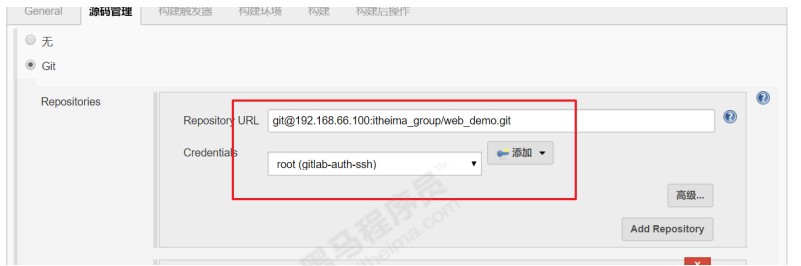 General 源码管理 构建触发器 构建环境 构建 构建后操作
无
Git
Repositories
Repository URL git@192.168.66.100:itheima_group/web_demo.git
Credentials root (gitlab-auth-ssh) 添加
高级...
Add Repository
X
黑马程序员™
itheima.com